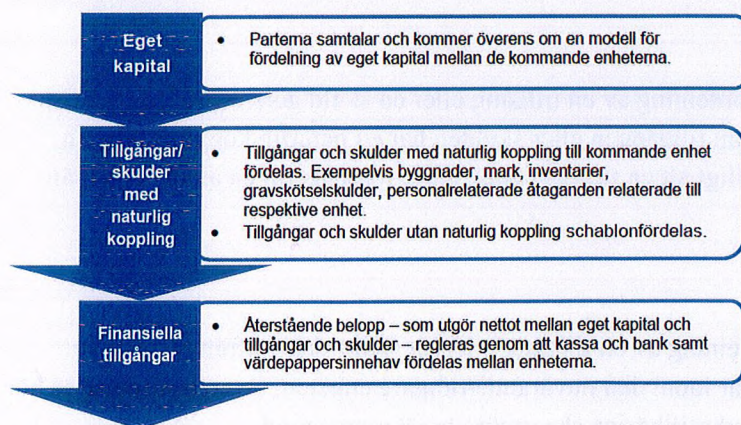 Eget
kapital
• Parterna samtalar och kommer överens om en modell för
fördelning av eget kapital mellan de kommande enheterna.
Tillgångar/
skulder
med
naturlig
koppling
• Tillgångar och skulder med naturlig koppling till kommande enhet
fördelas. Exempelvis byggnader, mark, inventarier,
gravskötselskulder, personalrelaterade åtaganden relaterade till
respektive enhet.
• Tillgångar och skulder utan naturlig koppling schablonfördelas.
Finansiella
tillgångar
• Återstående belopp – som utgör nettot mellan eget kapital och
tillgångar och skulder – regleras genom att kassa och bank samt
värdepappersinnehav fördelas mellan enheterna.